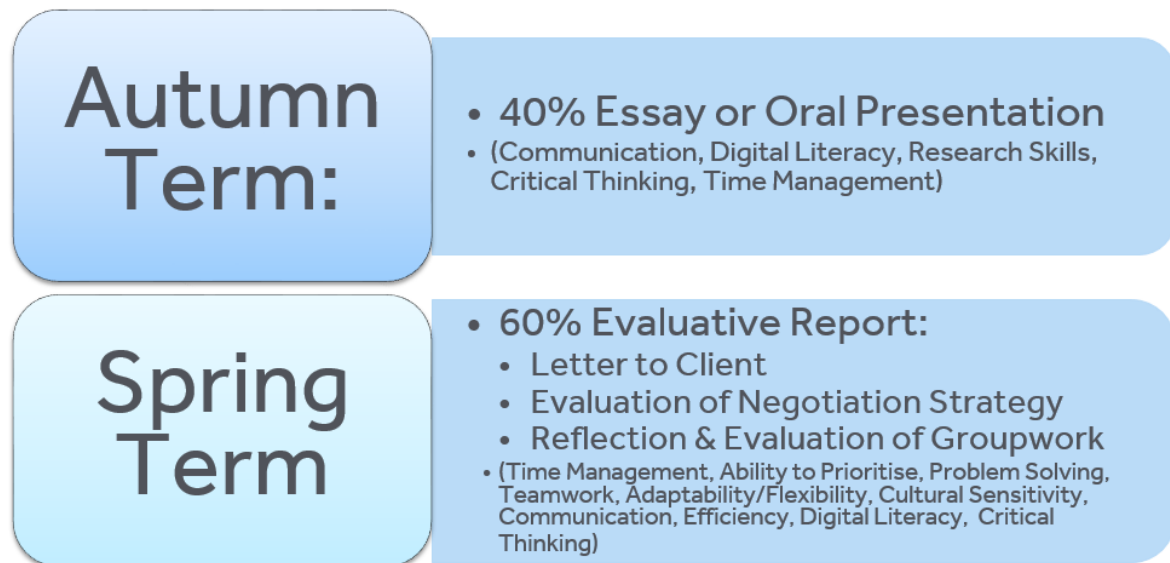 Autumn
Term:
• 40% Essay or Oral Presentation
• (Communication, Digital Literacy, Research Skills,
Critical Thinking, Time Management)
Spring
Term
• 60% Evaluative Report:
• Letter to Client
• Evaluation of Negotiation Strategy
• Reflection & Evaluation of Groupwork
• (Time Management, Ability to Prioritise, Problem Solving,
Teamwork, Adaptability/Flexibility, Cultural Sensitivity,
Communication, Efficiency, Digital Literacy, Critical
Thinking)